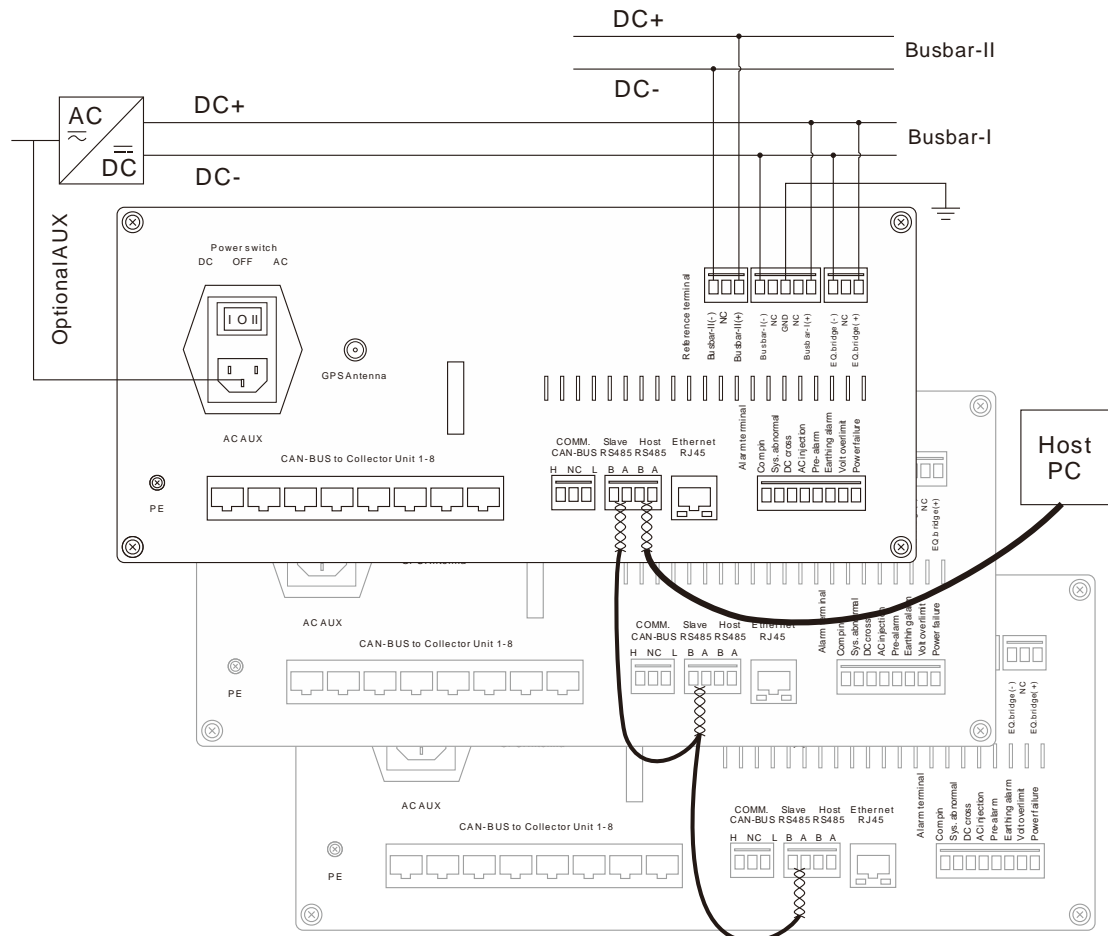 DC+
Busbar-II
DC-
AC
DC
DC+
Busbar-I
DC-
Optional AUX
Power switch
DC OFF AC
I O II
GPS Antenna
AC AUX
Reference terminal
Busbar-II(-)
NC
Busbar-II(+)
Busbar-I(-)
NC
GND
NC
Busbar-I(+)
EQ.bridge(-)
NC
EQ.bridge(+)
CAN-BUS to Collector Unit 1-8
PE
COMM. Slave Host Ethernet
CAN-BUS RS485 RS485 RJ45
H NC L B A B A
Alarm terminal
Com pin
Sys. abnormal
DC cross
AC injection
Pre-alarm
Earthing alarm
Volt overlimit
Power failure
Host
PC
NC
EQ.bridge(+)
AC AUX
CAN-BUS to Collector Unit 1-8
PE
COMM. Slave Host Ethernet
CAN-BUS RS485 RS485 RJ45
H NC L B A B A
Alarm terminal
Com pin
Sys. abnormal
DC cross
AC injection
Pre-alarm
Earthing alarm
Volt overlimit
Power failure
EQ.bridge(-)
NC
EQ.bridge(+)
AC AUX
CAN-BUS to Collector Unit 1-8
PE
COMM. Slave Host Ethernet
CAN-BUS RS485 RS485 RJ45
H NC L B A B A
Alarm terminal
Com pin
Sys. abnormal
DC cross
AC injection
Pre-alarm
Earthing alarm
Volt overlimit
Power failure